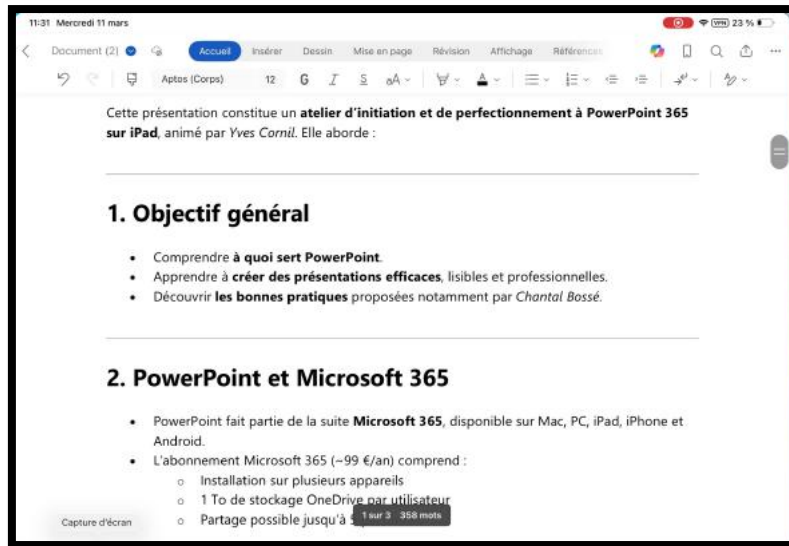 11:31 Mercredi 11 mars VPN 23 %
Document (2) Accueil Insérer Dessin Mise en page Révision Affichage Références
Aptos (Corps) 12 G I S aA A
Cette présentation constitue un atelier d'initiation et de perfectionnement à PowerPoint 365
sur iPad, animé par Yves Cornil. Elle aborde :
1. Objectif général
• Comprendre à quoi sert PowerPoint.
• Apprendre à créer des présentations efficaces, lisibles et professionnelles.
• Découvrir les bonnes pratiques proposées notamment par Chantal Bossé.
2. PowerPoint et Microsoft 365
• PowerPoint fait partie de la suite Microsoft 365, disponible sur Mac, PC, iPad, iPhone et
Android.
• L'abonnement Microsoft 365 (~99 €/an) comprend :
o Installation sur plusieurs appareils
o 1 To de stockage OneDrive par utilisateur
o Partage possible jusqu'à
1 sur 3 358 mots
Capture d'écran